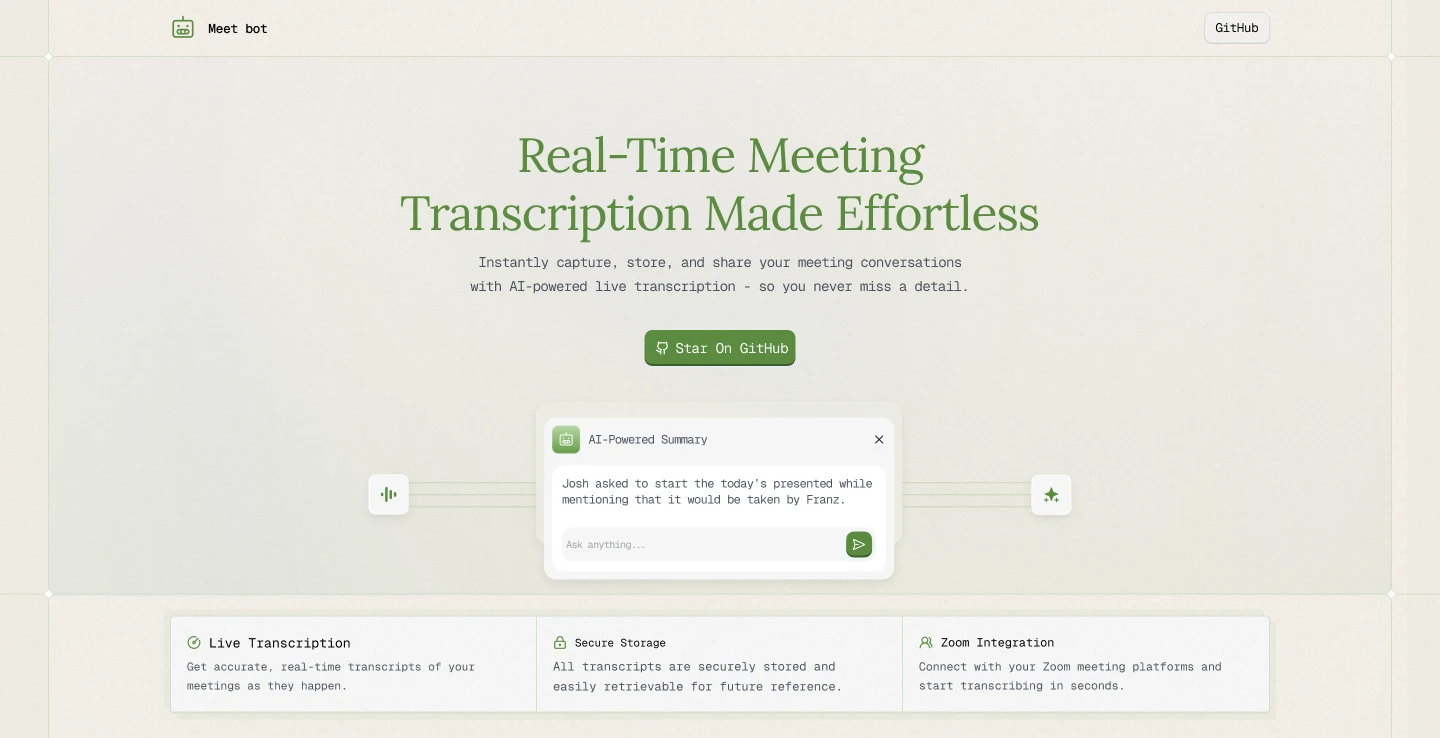 Meet bot
GitHub
Real-Time Meeting
Transcription Made Effortless
Instantly capture, store, and share your meeting conversations
with AI-powered live transcription - so you never miss a detail.
Star On GitHub
AI-Powered Summary
Josh asked to start the today’s presented while
mentioning that it would be taken by Franz.
Ask anything...
Live Transcription
Get accurate, real-time transcripts of your
meetings as they happen.
Secure Storage
All transcripts are securely stored and
easily retrievable for future reference.
Zoom Integration
Connect with your Zoom meeting platforms and
start transcribing in seconds.